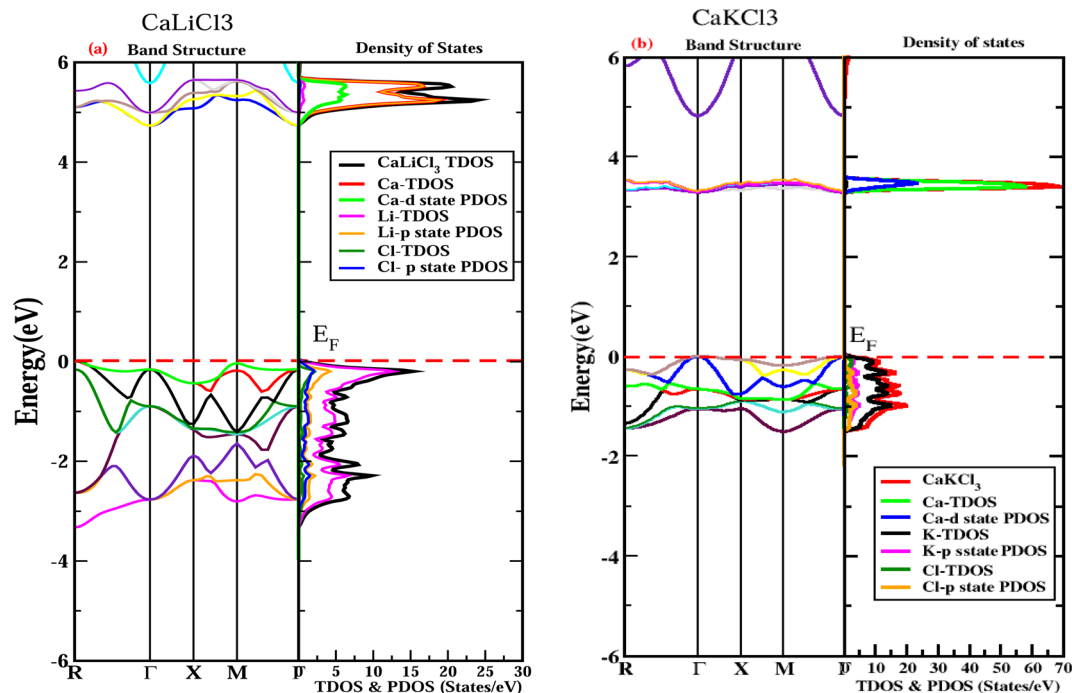 CaLiCl3
(a)
Band Structure
Density of States
6
4
2
0
-2
-4
-6
Energy(eV)
CaLiCl3 TDOS
Ca-TDOS
Ca-d state PDOS
Li-TDOS
Li-p state PDOS
Cl-TDOS
Cl- p state PDOS
EF
R Γ X M Γ
5 10 15 20 25 30
TDOS & PDOS (States/eV)
CaKCl3
(b)
Band Structure
Density of states
6
4
2
0
-2
-4
-6
Energy(eV)
EF
CaKCl3
Ca-TDOS
Ca-d state PDOS
K-TDOS
K-p sstate PDOS
Cl-TDOS
Cl-p state PDOS
R Γ X M
10 20 30 40 50 60 70
TDOS & PDOS (States/eV)